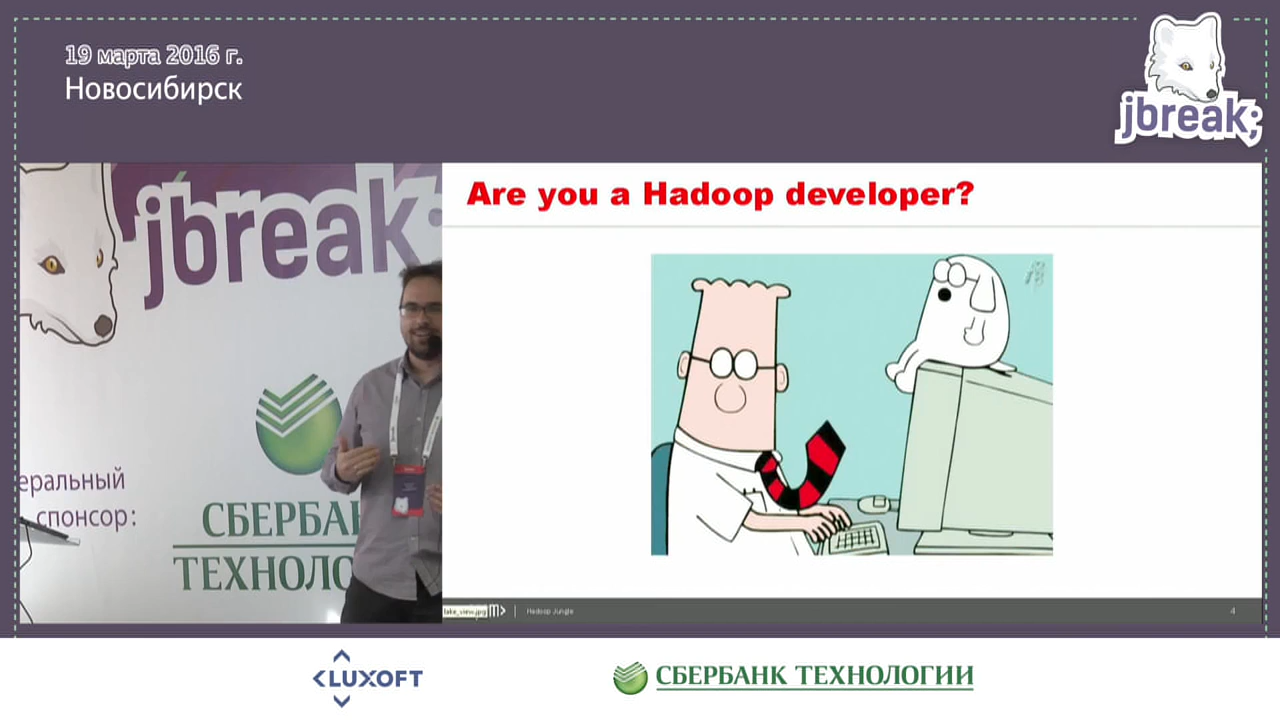 19 марта 2016 г.
Новосибирск
jbreak;
jbreak;
еральный
спонсор:
СБЕРБАН
ТЕХНОЛО
Are you a Hadoop developer?
Hadoop Jungle
4
LUXOFT
СБЕРБАНК ТЕХНОЛОГИИ